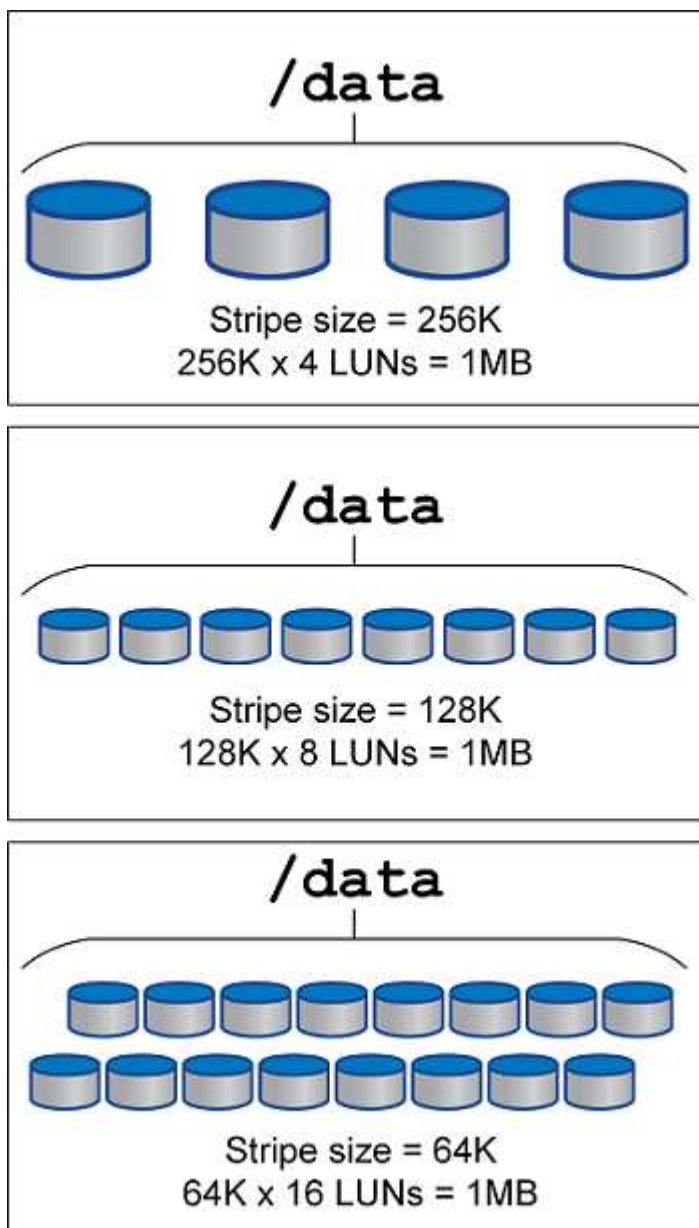 /data
Stripe size = 256K
256K x 4 LUNs = 1MB
/data
Stripe size = 128K
128K x 8 LUNs = 1MB
/data
Stripe size = 64K
64K x 16 LUNs = 1MB